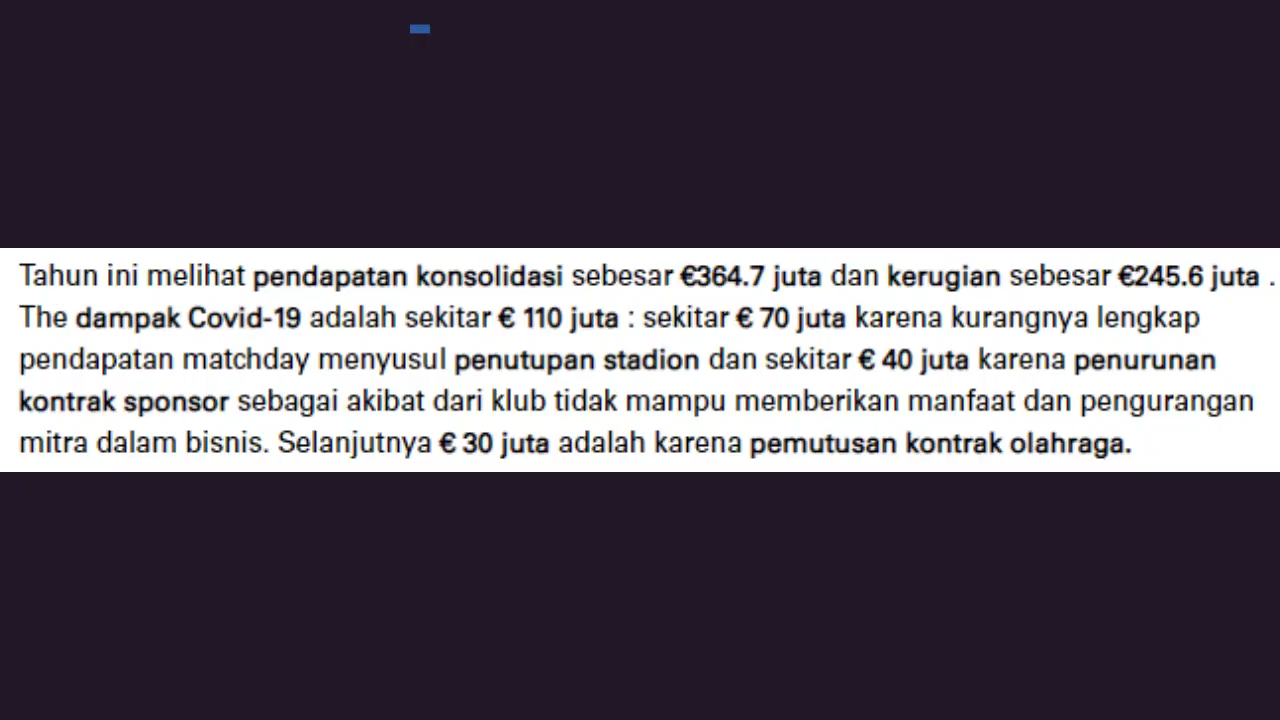 Tahun ini melihat pendapatan konsolidasi sebesar €364.7 juta dan kerugian sebesar €245.6 juta .
The dampak Covid-19 adalah sekitar € 110 juta : sekitar € 70 juta karena kurangnya lengkap
pendapatan matchday menyusul penutupan stadion dan sekitar € 40 juta karena penurunan
kontrak sponsor sebagai akibat dari klub tidak mampu memberikan manfaat dan pengurangan
mitra dalam bisnis. Selanjutnya € 30 juta adalah karena pemutusan kontrak olahraga.